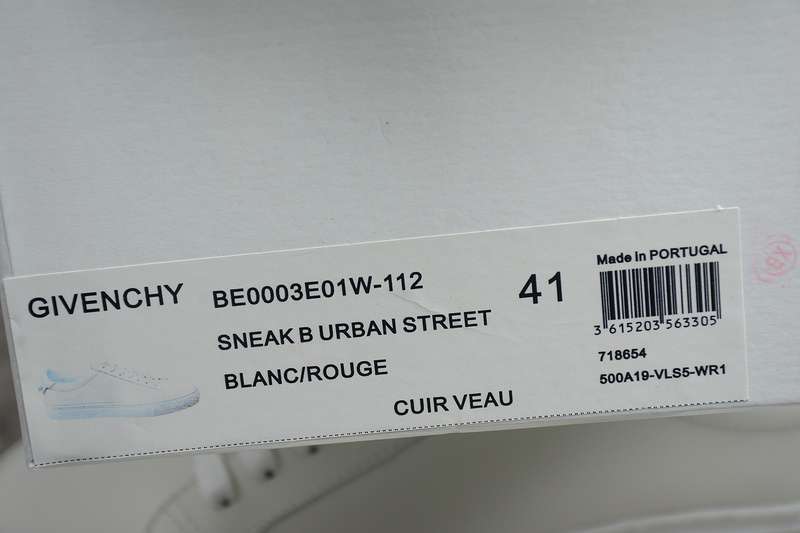 GIVENCHY
BE0003E01W-112
41
Made In PORTUGAL
SNEAK B URBAN STREET
3 615203 563305
BLANC/ROUGE
718654
500A19-VLS5-WR1
CUIR VEAU